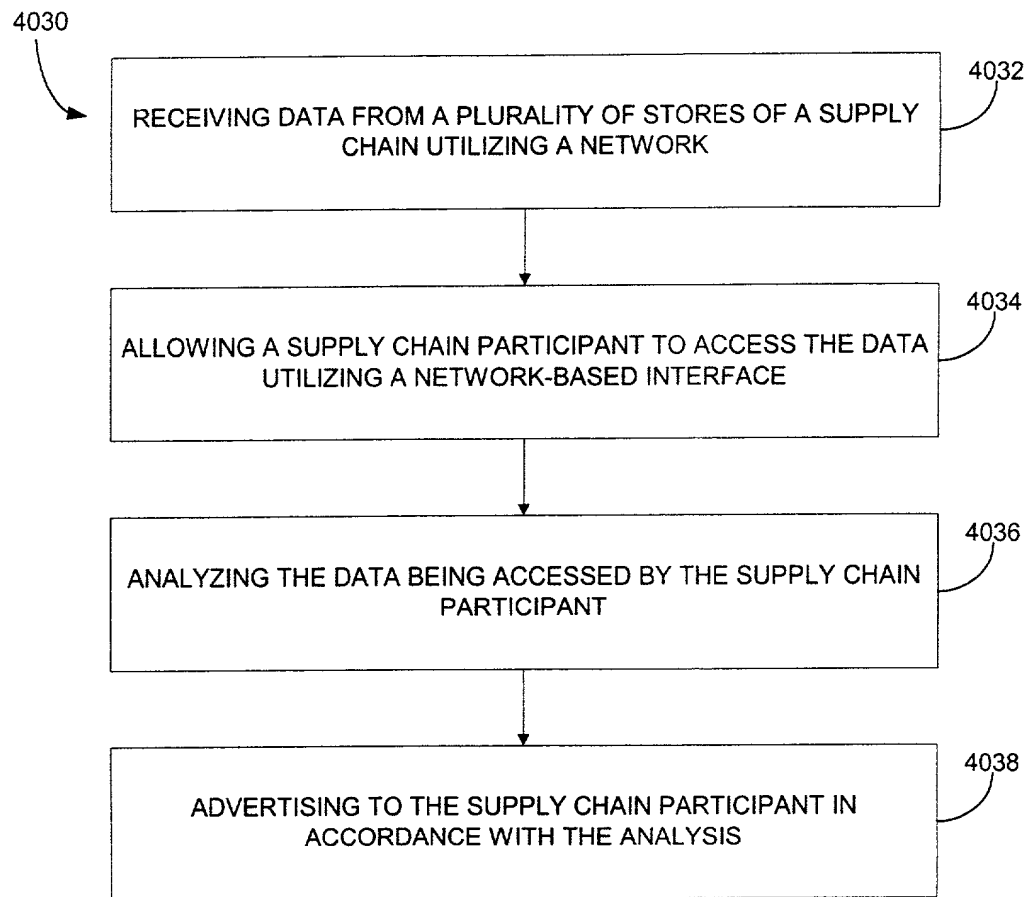 4030
4032
RECEIVING DATA FROM A PLURALITY OF STORES OF A SUPPLY
CHAIN UTILIZING A NETWORK
4034
ALLOWING A SUPPLY CHAIN PARTICIPANT TO ACCESS THE DATA
UTILIZING A NETWORK-BASED INTERFACE
4036
ANALYZING THE DATA BEING ACCESSED BY THE SUPPLY CHAIN
PARTICIPANT
4038
ADVERTISING TO THE SUPPLY CHAIN PARTICIPANT IN
ACCORDANCE WITH THE ANALYSIS